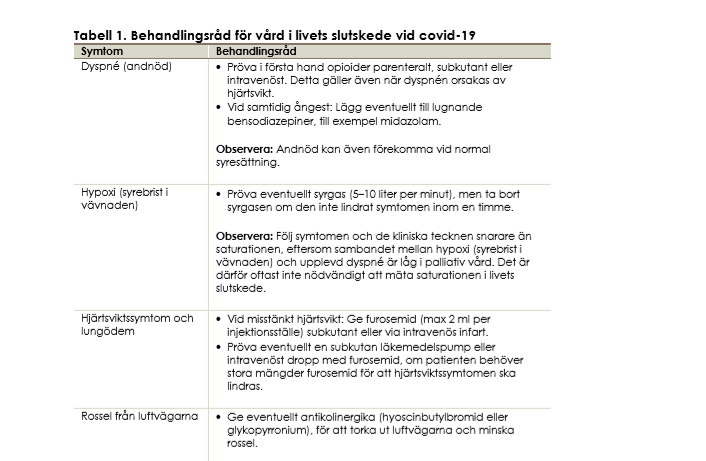 Tabell 1. Behandlingsråd för vård i livets slutskede vid covid-19
Symtom
Behandlingsråd
Dyspné (andnöd)
• Pröva i första hand opioider parenteralt, subkutant eller
intravenöst. Detta gäller även när dyspnén orsakas av
hjärtsvikt.
• Vid samtidig ångest: Lägg eventuellt till lugnande
bensodiazepiner, till exempel midazolam.
Observera: Andnöd kan även förekomma vid normal
syresättning.
Hypoxi (syrebrist i
vävnaden)
• Pröva eventuellt syrgas (5–10 liter per minut), men ta bort
syrgasen om den inte lindrat symtomen inom en timme.
Observera: Följ symtomen och de kliniska tecknen snarare än
saturationen, eftersom sambandet mellan hypoxi (syrebrist i
vävnaden) och upplevd dyspné är låg i palliativ vård. Det är
därför oftast inte nödvändigt att mäta saturationen i livets
slutskede.
Hjärtsviktssymtom och
lungödem
• Vid misstänkt hjärtsvikt: Ge furosemid (max 2 ml per
injektionsställe) subkutant eller via intravenös infart.
• Pröva eventuellt en subkutan läkemedelspump eller
intravenöst dropp med furosemid, om patienten behöver
stora mängder furosemid för att hjärtsviktssymtomen ska
lindras.
Rossel från luftvägarna
• Ge eventuellt antikolinergika (hyoscinbutylbromid eller
glykopyrronium), för att torka ut luftvägarna och minska
rossel.